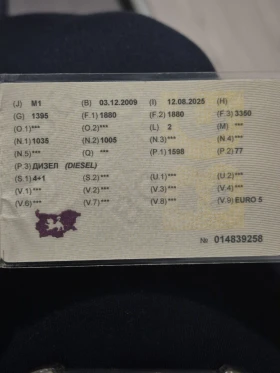 (J) M1 (B) 03.12.2009 (I) 12.08.2025 (H)
(G) 1395 (F.1) 1880 (F.2) 1880 (F.3) 3350
(O.1)*** (O.2)*** (L) 2 (M) ***
(N.1) 1035 (N.2) 1005 (N.3)*** (N.4)***
(N.5)*** (Q) *** (P.1) 1598 (P.2) 77
(P.3) ДИЗЕЛ (DIESEL)
(S.1) 4+1 (S.2)*** (U.1)*** (U.2)***
(V.1) *** (V.2)*** (V.3)*** (V.4)***
(V.6)*** (V.7)*** (V.8)*** (V.9) EURO 5
№ 014839258